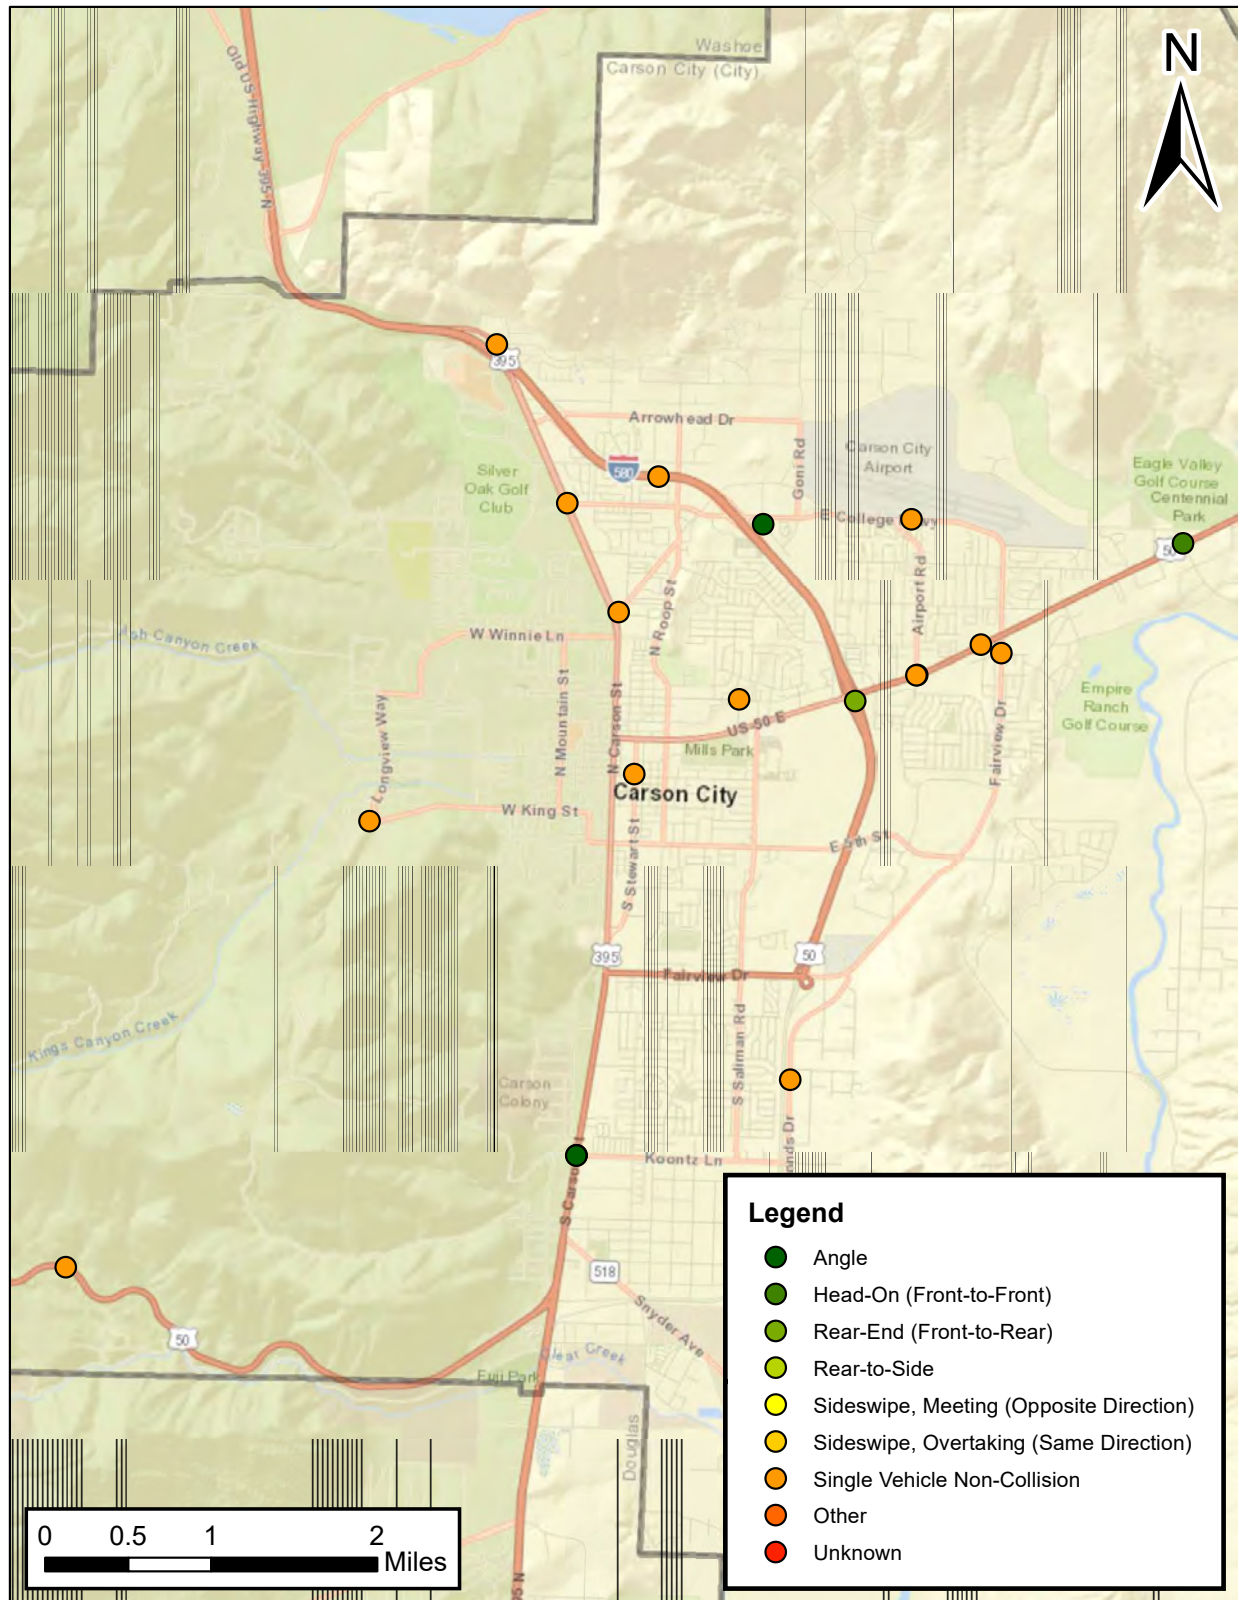 Washoe
Carson City (City)
N
US Highway 395 N
395
Arrowhead Dr
Goni Rd
Carson City
Airport
Silver
Oak Golf
Club
580
Eagle Valley
Golf Course
Centennial
Park
E College
50
Airport Rd
N Roop St
W Winnie Ln
Ash Canyon Creek
N Mountain St
N Carson St
Longview Way
US 50 E
Mills Park
Empire
Ranch
Golf Course
Fairview Dr
Carson City
W King St
S Stewart St
E 5th St
395
50
Fairview Dr
Kings Canyon Creek
S Saliman Rd
Carson
Colony
Koontz Ln
S Carson
518
Snyder Ave
50
Clear Creek
Fuji Park
Douglas
Legend
Angle
Head-On (Front-to-Front)
Rear-End (Front-to-Rear)
Rear-to-Side
Sideswipe, Meeting (Opposite Direction)
Sideswipe, Overtaking (Same Direction)
Single Vehicle Non-Collision
Other
Unknown
0 0.5 1 2
Miles